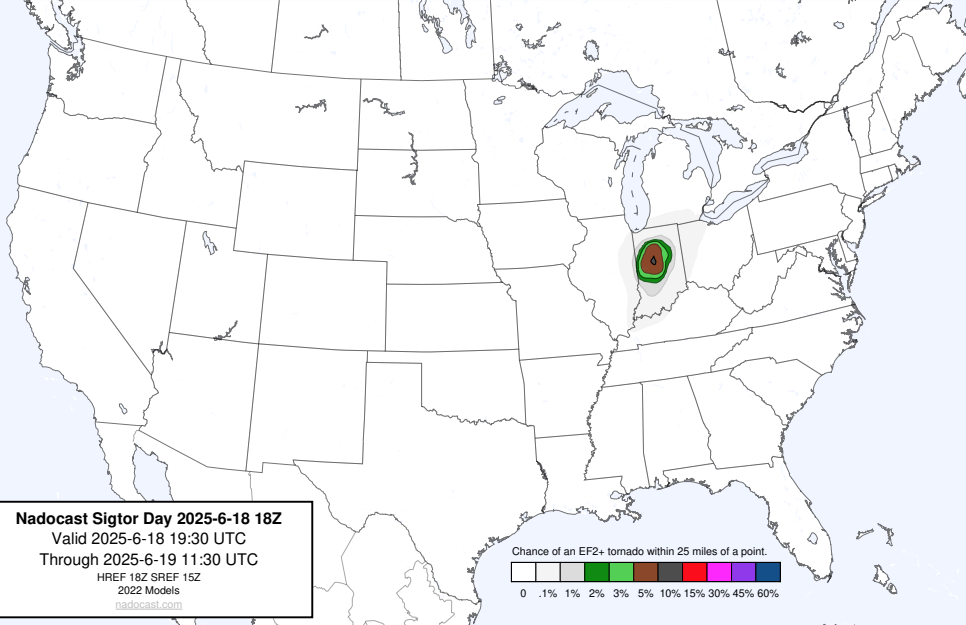 Nadocast Sigtor Day 2025-6-18 18Z
Valid 2025-6-18 19:30 UTC
Through 2025-6-19 11:30 UTC
HREF 18Z SREF 15Z
2022 Models
nadocast.com
Chance of an EF2+ tornado within 25 miles of a point.
0 .1% 1% 2% 3% 5% 10% 15% 30% 45% 60%